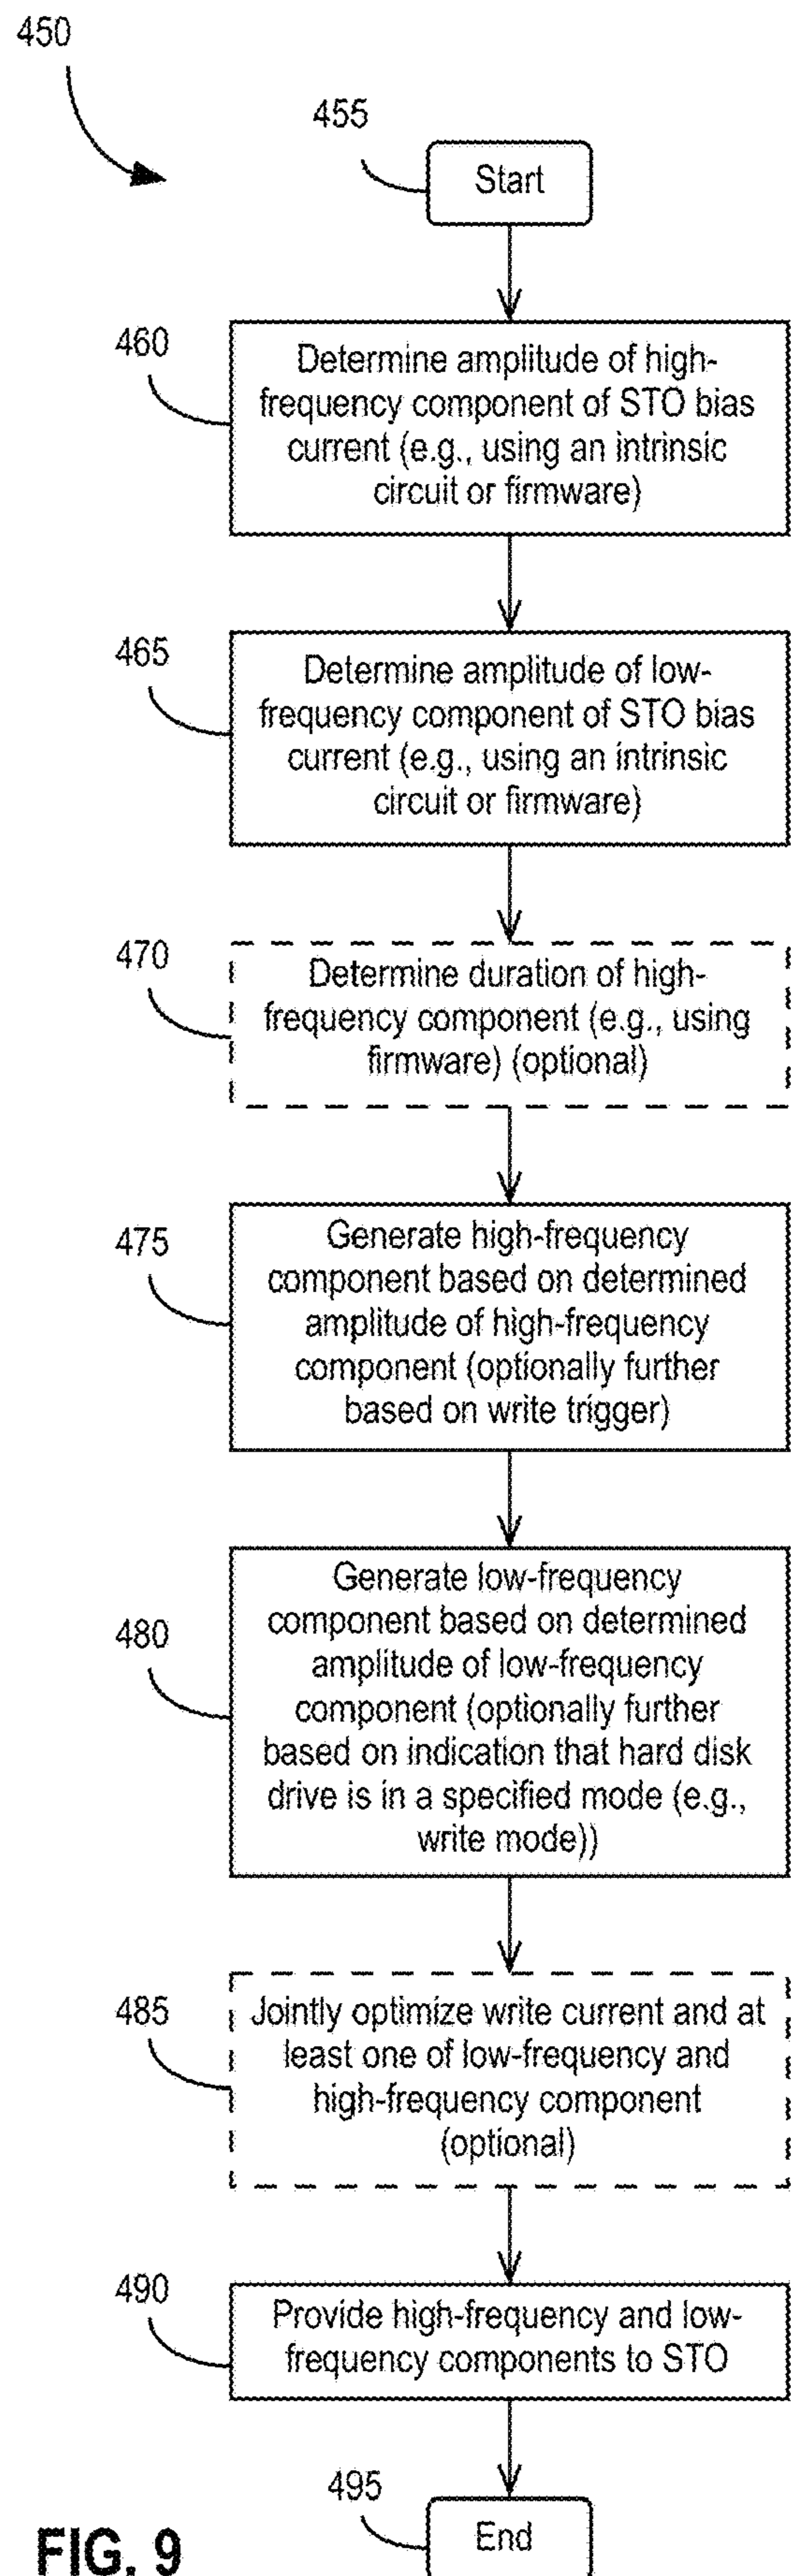 450
455
Start
460
Determine amplitude of high-
frequency component of STO bias
current (e.g., using an intrinsic
circuit or firmware)
465
Determine amplitude of low-
frequency component of STO bias
current (e.g., using an intrinsic
circuit or firmware)
470
Determine duration of high-
frequency component (e.g., using
firmware) (optional)
475
Generate high-frequency
component based on determined
amplitude of high-frequency
component (optionally further
based on write trigger)
480
Generate low-frequency
component based on determined
amplitude of low-frequency
component (optionally further
based on indication that hard disk
drive is in a specified mode (e.g.,
write mode))
485
Jointly optimize write current and at
least one of low-frequency and
high-frequency component
(optional)
490
Provide high-frequency and low-
frequency components to STO
495
End
FIG. 9